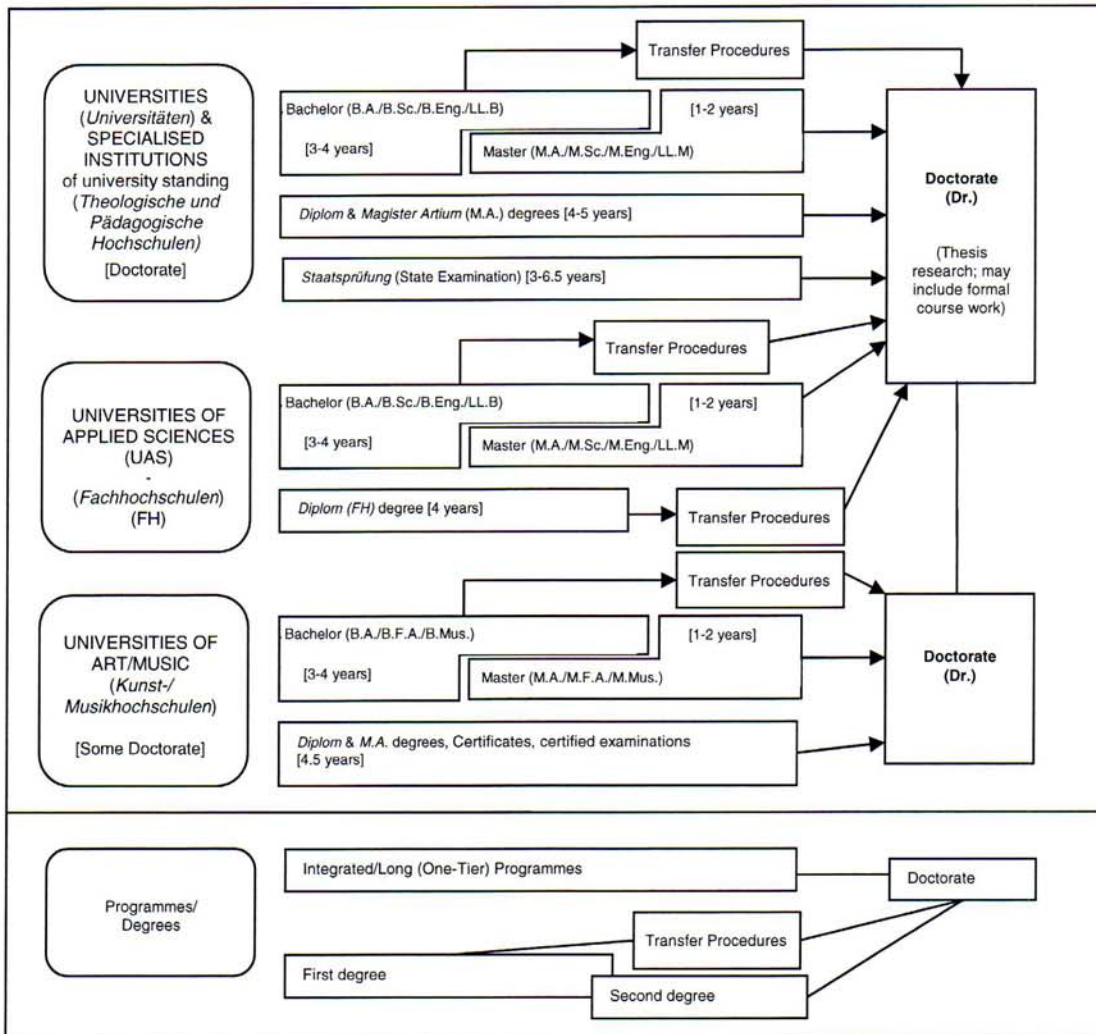 Transfer Procedures
UNIVERSITIES
(Universitäten) &
SPECIALISED
INSTITUTIONS
of university standing
(Theologische und
Pädagogische
Hochschulen)
[Doctorate]
Bachelor (B.A./B.Sc./B.Eng./LL.B)
[3-4 years]
[1-2 years]
Master (M.A./M.Sc./M.Eng./LL.M)
Diplom & Magister Artium (M.A.) degrees [4-5 years]
Staatsprüfung (State Examination) [3-6.5 years]
Doctorate
(Dr.)
(Thesis
research; may
include formal
course work)
Transfer Procedures
UNIVERSITIES OF
APPLIED SCIENCES
(UAS)
-
(Fachhochschulen)
(FH)
Bachelor (B.A./B.Sc./B.Eng./LL.B)
[3-4 years]
[1-2 years]
Master (M.A./M.Sc./M.Eng./LL.M)
Diplom (FH) degree [4 years]
Transfer Procedures
Transfer Procedures
UNIVERSITIES OF
ART/MUSIC
(Kunst-/
Musikhochschulen)
[Some Doctorate]
Bachelor (B.A./B.F.A./B.Mus.)
[3-4 years]
[1-2 years]
Master (M.A./M.F.A./M.Mus.)
Diplom & M.A. degrees, Certificates, certified examinations
[4.5 years]
Doctorate
(Dr.)
Programmes/
Degrees
Integrated/Long (One-Tier) Programmes
Doctorate
Transfer Procedures
First degree
Second degree